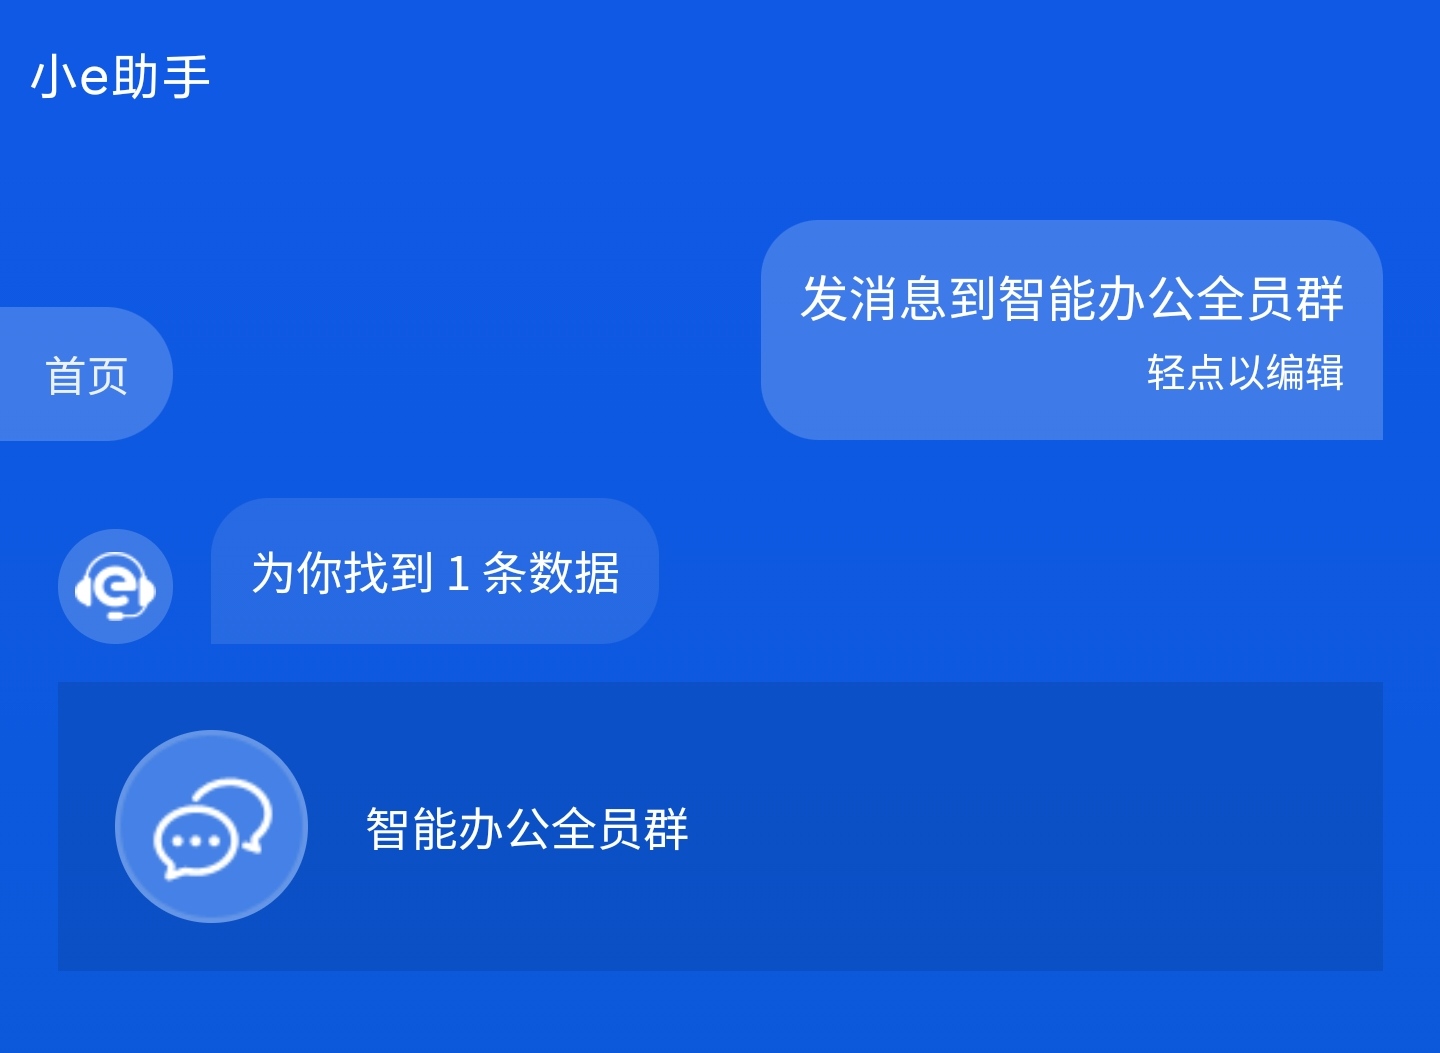 小e助手
发消息到智能办公全员群
轻点以编辑
首页
为你找到 1 条数据
智能办公全员群